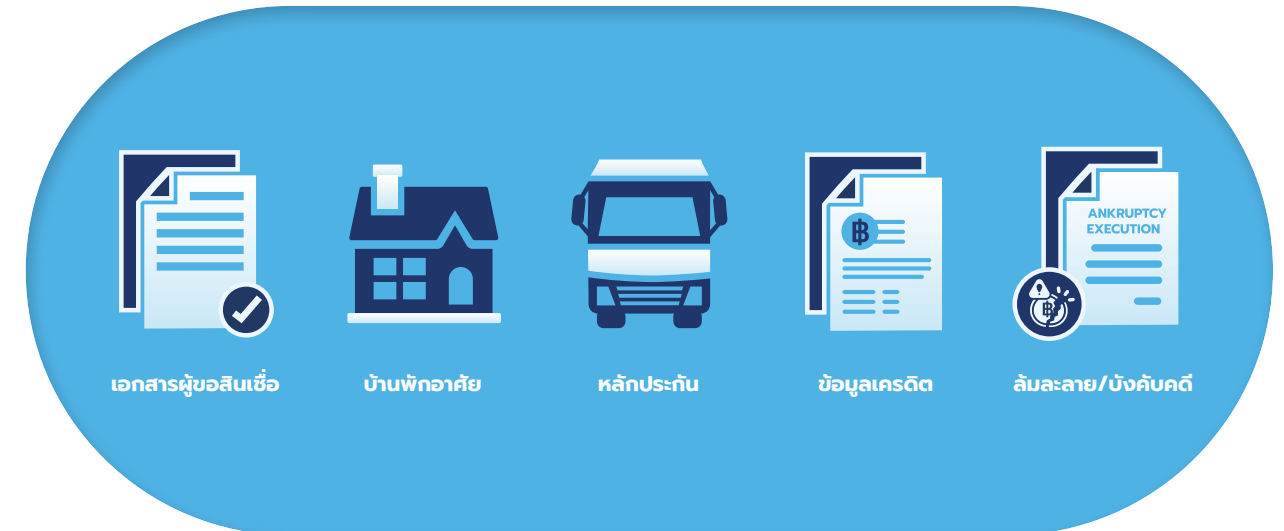 ANKRUPTCY
EXECUTION
เอกสารผู้ขอสินเชื่อ
บ้านพักอาศัย
หลักประกัน
ข้อมูลเครดิต
ล้มละลาย/บังคับคดี